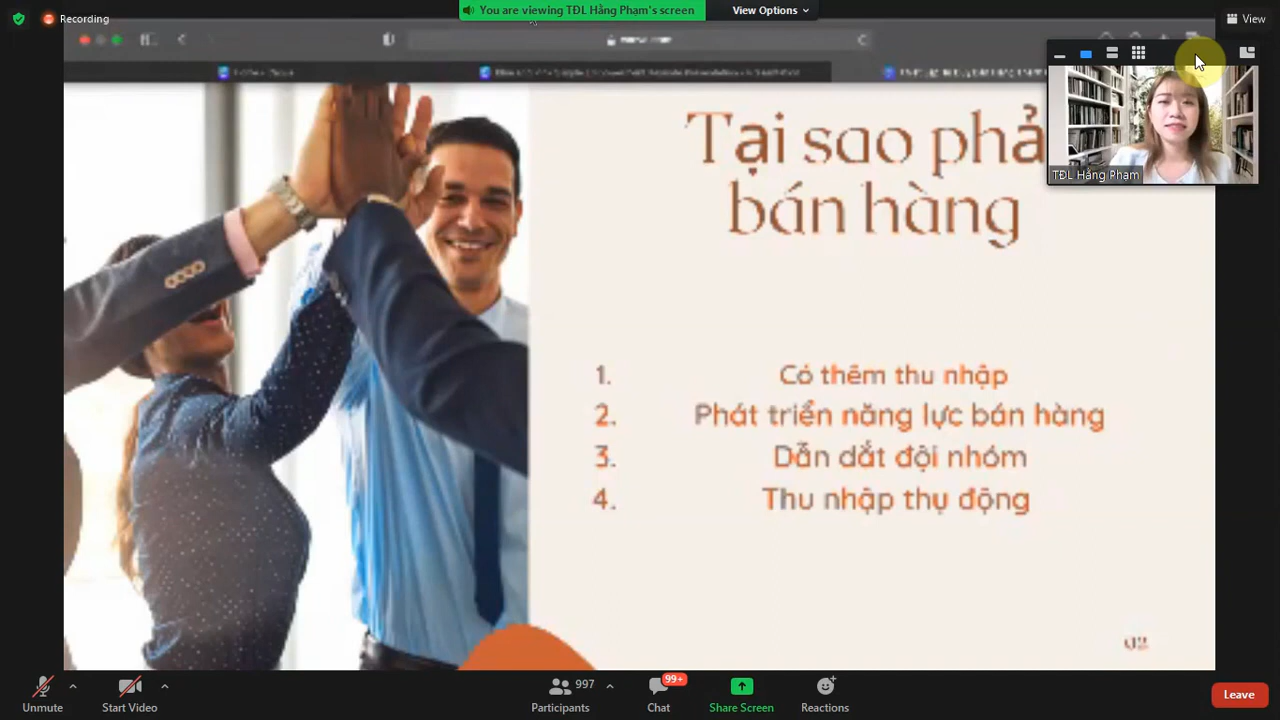 Recording
You are viewing TĐL Hằng Phạm's screen
View Options
View
TĐL Hằng Phạm
Tại sao
bán hàng
1. Có thêm thu nhập
2. Phát triển năng lực bán hàng
3. Dẫn dắt đội nhóm
4. Thu nhập thụ động
02
Unmute
Start Video
997
Participants
99+
Chat
Share Screen
Reactions
Leave